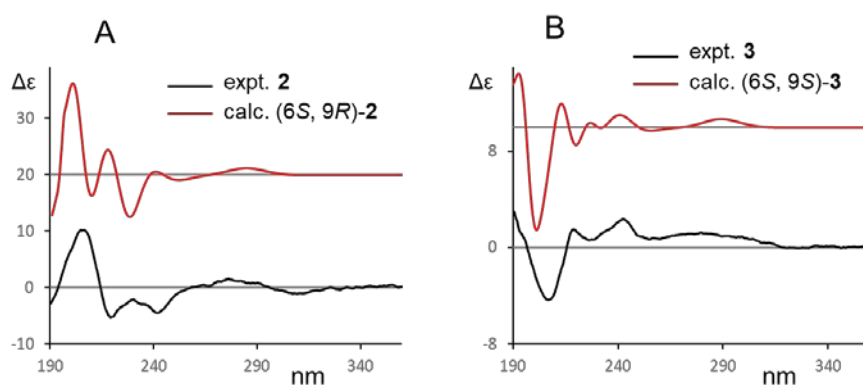 A
Δε
expt. 2
calc. (6S, 9R)-2
30
20
10
0
-10
190
240
290
nm
340
B
Δε
expt. 3
calc. (6S, 9S)-3
8
0
-8
190
240
290
nm
340